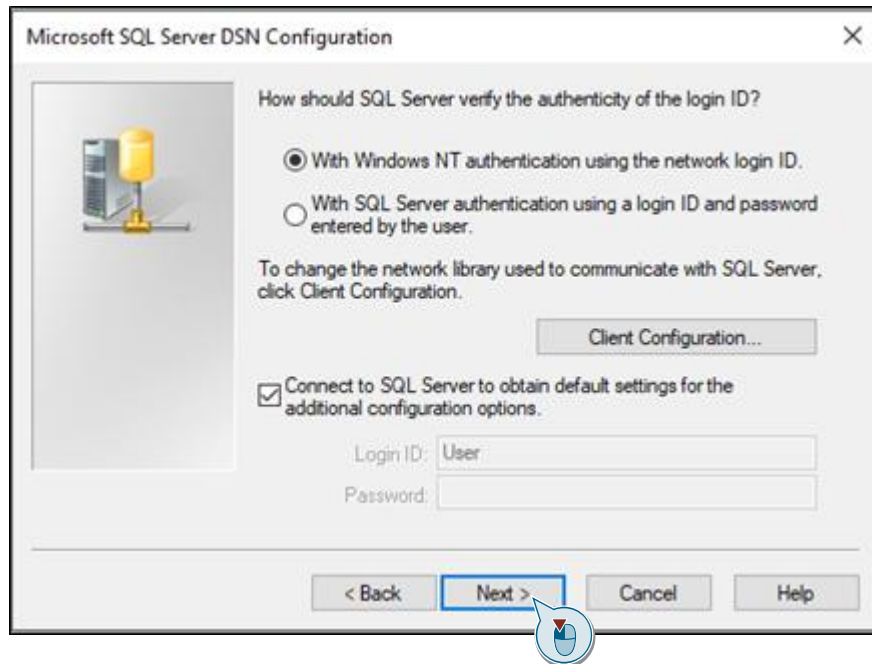 Microsoft SQL Server DSN Configuration
How should SQL Server verify the authenticity of the login ID?
With Windows NT authentication using the network login ID.
With SQL Server authentication using a login ID and password
entered by the user.
To change the network library used to communicate with SQL Server,
click Client Configuration.
Client Configuration...
Connect to SQL Server to obtain default settings for the
additional configuration options.
Login ID: User
Password:
< Back Next > Cancel Help